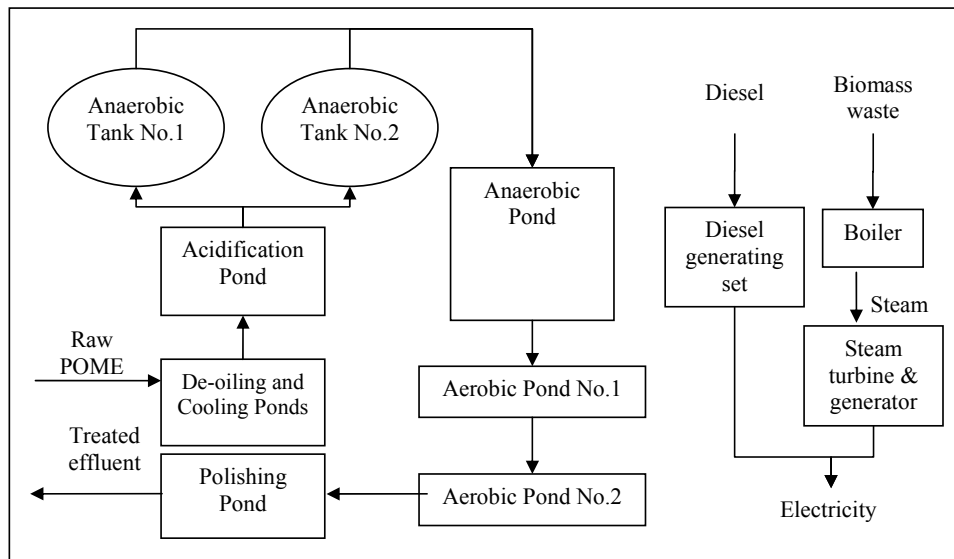 Anaerobic
Tank No.1
Anaerobic
Tank No.2
Anaerobic
Pond
Acidification
Pond
Raw
POME
De-oiling and
Cooling Ponds
Aerobic Pond No.1
Treated
effluent
Polishing
Pond
Aerobic Pond No.2
Diesel
Biomass
waste
Diesel
generating
set
Boiler
Steam
Steam
turbine &
generator
Electricity